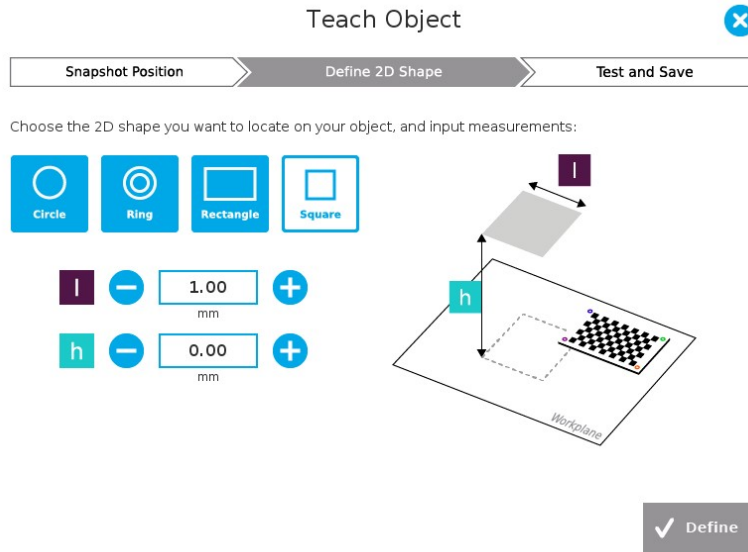 Teach Object
Snapshot Position
Define 2D Shape
Test and Save
Choose the 2D shape you want to locate on your object, and input measurements:
Circle
Ring
Rectangle
Square
l
1.00
mm
h
0.00
mm
l
h
Workplane
Define